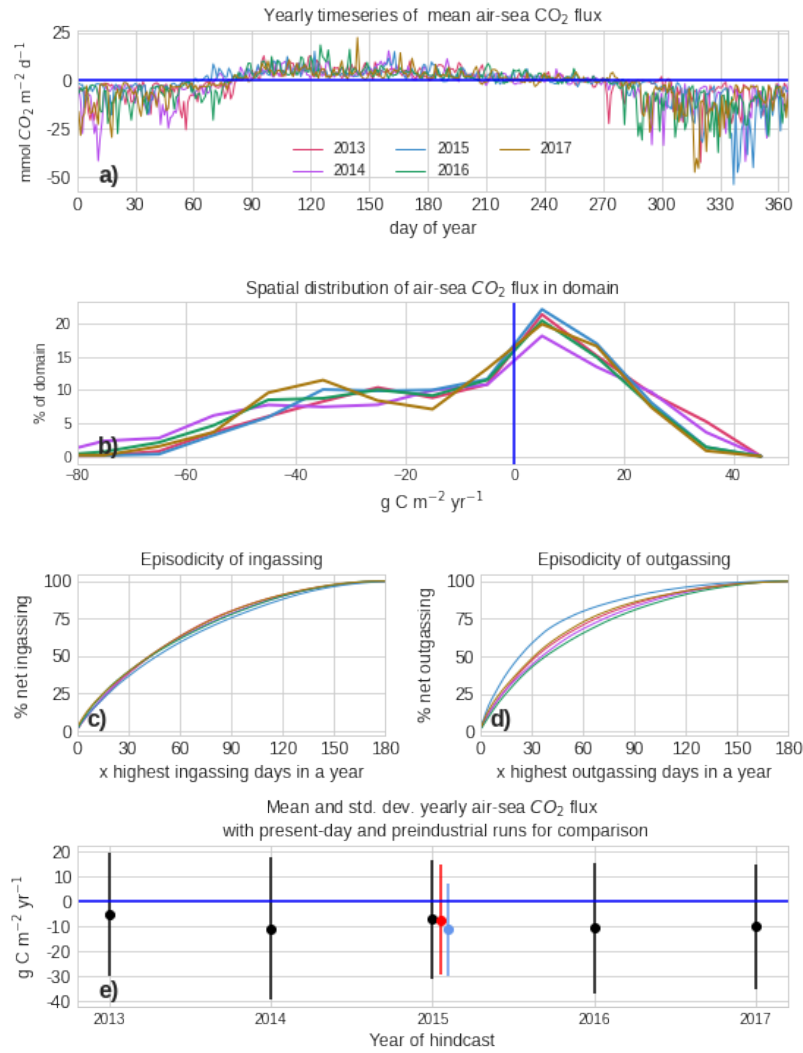 Yearly timeseries of mean air-sea CO₂ flux
25
0
-25
-50
mmol CO₂ m⁻² d⁻¹
2013
2015
2017
2014
2016
a)
0 30 60 90 120 150 180 210 240 270 300 330 360
day of year
Spatial distribution of air-sea CO₂ flux in domain
20
15
10
5
0
% of domain
b)
−80 −60 −40 −20 0 20 40
g C m⁻² yr⁻¹
Episodicity of ingassing
100
75
50
25
0
% net ingassing
c)
0 30 60 90 120 150 180
x highest ingassing days in a year
Episodicity of outgassing
100
75
50
25
0
% net outgassing
d)
0 30 60 90 120 150 180
x highest outgassing days in a year
Mean and std. dev. yearly air-sea CO₂ flux
with present-day and preindustrial runs for comparison
20
10
0
-10
-20
-30
-40
g C m⁻² yr⁻¹
e)
2013 2014 2015 2016 2017
Year of hindcast